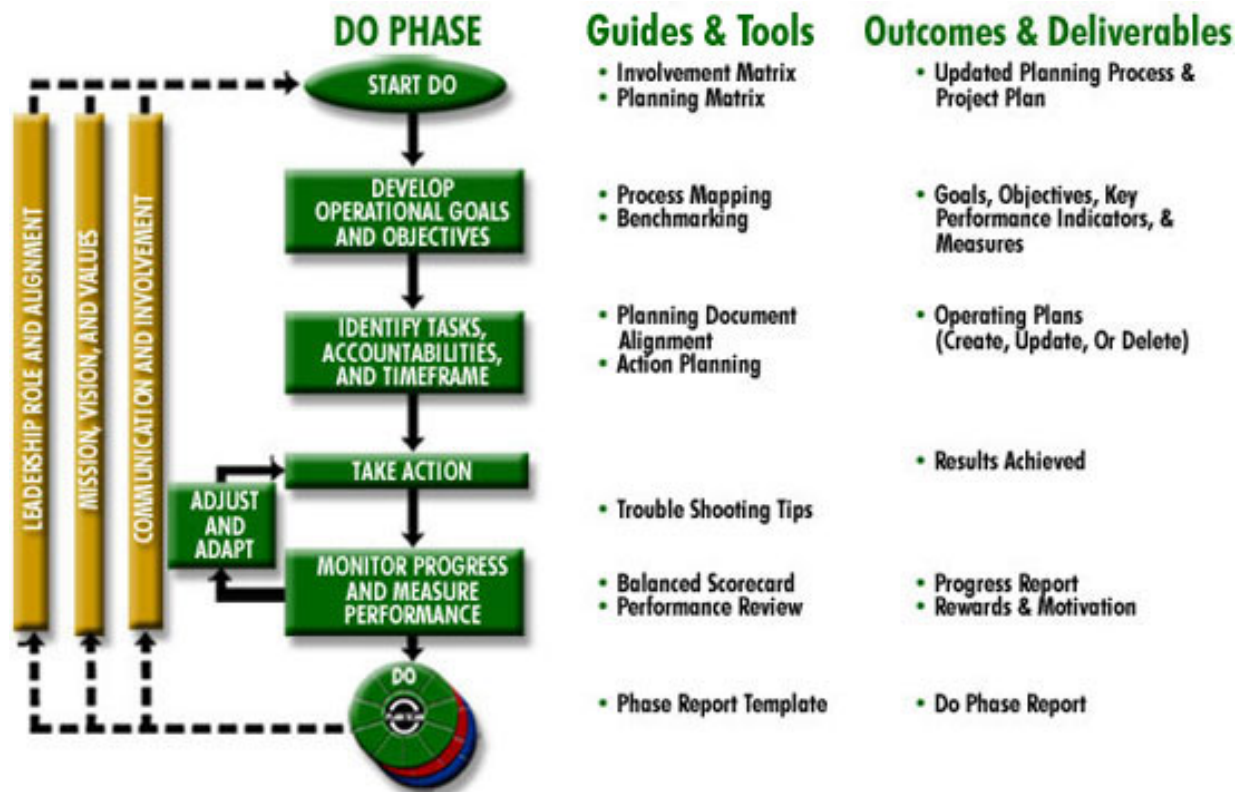 DO PHASE
Guides & Tools
Outcomes & Deliverables
START DO
• Involvement Matrix
• Planning Matrix
• Updated Planning Process &
Project Plan
DEVELOP
OPERATIONAL GOALS
AND OBJECTIVES
• Process Mapping
• Benchmarking
• Goals, Objectives, Key
Performance Indicators, &
Measures
IDENTIFY TASKS,
ACCOUNTABILITIES,
AND TIMEFRAME
• Planning Document
Alignment
• Action Planning
• Operating Plans
(Create, Update, Or Delete)
TAKE ACTION
• Results Achieved
ADJUST
AND
ADAPT
• Trouble Shooting Tips
MONITOR PROGRESS
AND MEASURE
PERFORMANCE
• Balanced Scorecard
• Performance Review
• Progress Report
• Rewards & Motivation
DO
• Phase Report Template
• Do Phase Report
LEADERSHIP ROLE AND ALIGNMENT
MISSION, VISION, AND VALUES
COMMUNICATION AND INVOLVEMENT